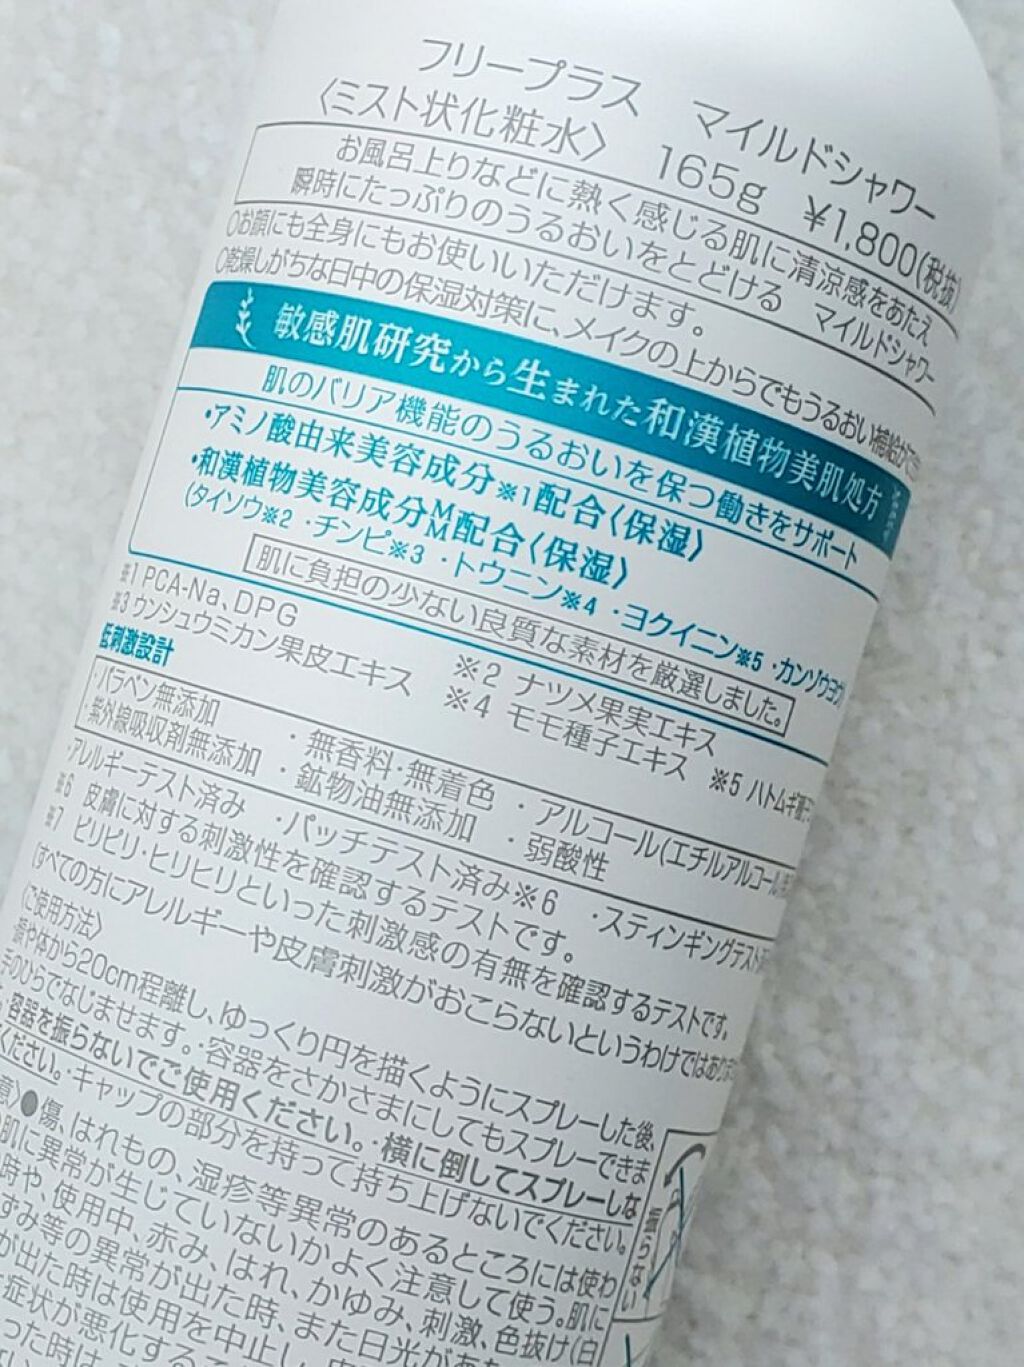 フリープラス　マイルドシャワー
〈ミスト状化粧水〉　165g　¥1,800(税抜)
お風呂上りなどに熱く感じる肌に清涼感をあたえ
瞬時にたっぷりのうるおいをとどける　マイルドシャワー
○お顔にも全身にもお使いいただけます。
○乾燥しがちな日中の保湿対策に、メイクの上からでもうるおい補給が
敏感肌研究から生まれた和漢植物美肌処方
肌のバリア機能のうるおいを保つ働きをサポート
・アミノ酸由来美容成分※1配合〈保湿〉
・和漢植物美容成分MM配合〈保湿〉
(タイソウ※2・チンピ※3・トウニン※4・ヨクイニン※5・カンゾウヨウ
肌に負担の少ない良質な素材を厳選しました。
※1 PCA-Na、DPG　※2 ナツメ果実エキス
※3 ウンシュウミカン果皮エキス　※4 モモ種子エキス　※5 ハトムギ種子
低刺激設計
・パラベン無添加　・無香料・無着色　・アルコール(エチルアルコール)
・紫外線吸収剤無添加　・鉱物油無添加　・弱酸性
・アレルギーテスト済み　・パッチテスト済み※6　・スティンギングテスト
※6　皮膚に対する刺激性を確認するテストです。
※7　ピリピリ・ヒリヒリといった刺激感の有無を確認するテストです。
(すべての方にアレルギーや皮膚刺激がおこらないというわけではあり
〈ご使用方法〉
顔や体から20cm程離し、ゆっくり円を描くようにスプレーした後、
手のひらでなじませます。・容器をさかさまにしてもスプレーできま
・容器を振らないでご使用ください。・横に倒してスプレーしな
ください。・キャップの部分を持って持ち上げないでください。
意〉●傷、はれもの、湿疹等異常のあるところには使わ
肌に異常が生じていないかよく注意して使う。肌に
時や、使用中、赤み、はれ、かゆみ、刺激、色抜け(白
ずみ等の異常が出た時、また日光が
が出た時は使用を中止し、
症状が悪化する
った時は
振らない